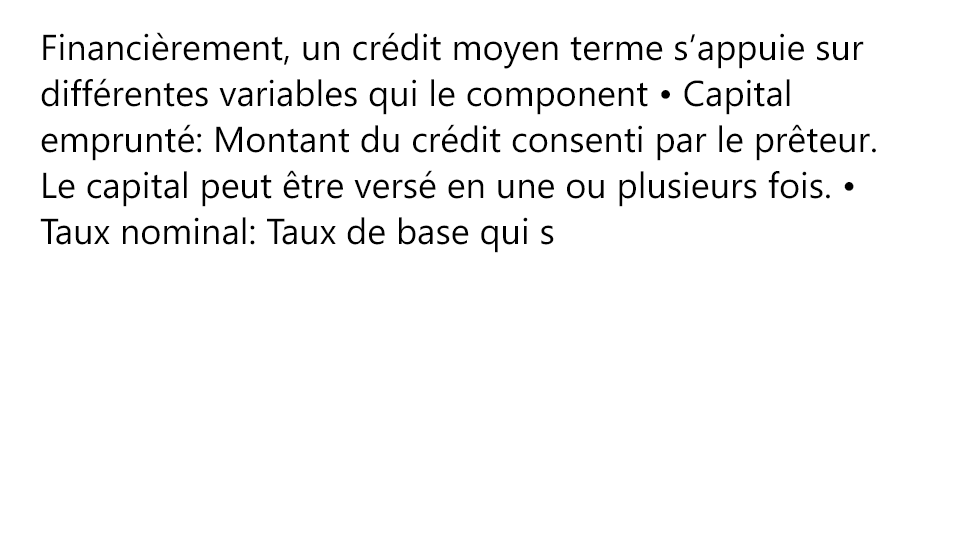 Financièrement, un crédit moyen terme s’appuie sur
différentes variables qui le component • Capital
emprunté: Montant du crédit consenti par le prêteur.
Le capital peut être versé en une ou plusieurs fois. •
Taux nominal: Taux de base qui s